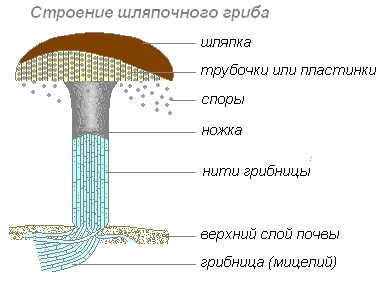 Строение шляпочного гриба
шляпка
трубочки или пластинки
споры
ножка
нити грибницы
верхний слой почвы
грибница (мицелий)